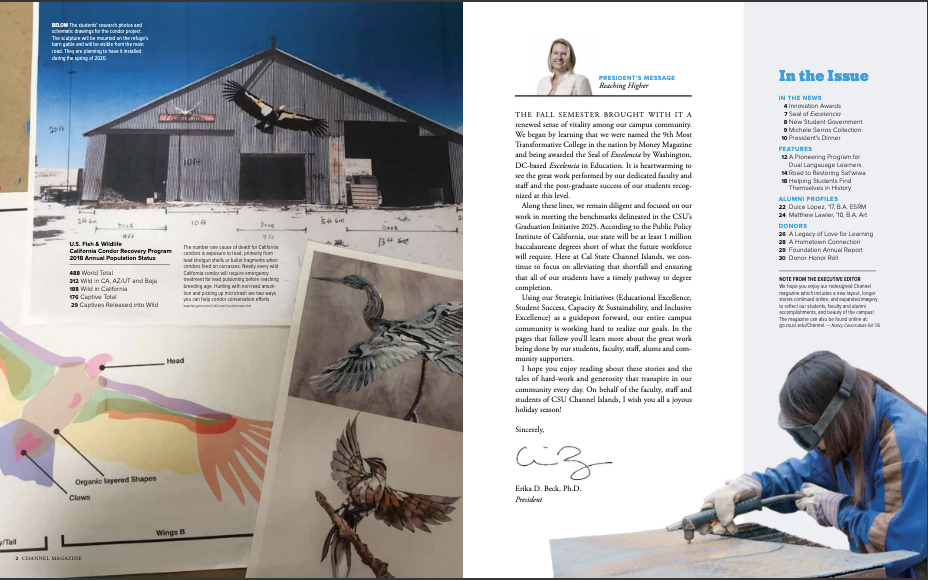 BELOW The students' research photos and
schematic drawings for the condor project.
The sculpture will be mounted on the refuge's
barn gable and will be visible from the main
road. They are planning to have it installed
during the spring of 2020.
20ft
10ft
Door
9ft
10 ft
Door
9ft
Door
U.S. Fish & Wildlife
California Condor Recovery Program
2018 Annual Population Status
488 World Total
312 Wild in CA, AZ/UT and Baja
188 Wild in California
176 Captive Total
29 Captives Released into Wild
The number one cause of death for California
condors is exposure to lead, primarily from
lead shotgun shells or bullet fragments when
condors feed on carcasses. Nearly every wild
California condor will require emergency
treatment for lead poisoning before reaching
breeding age. Hunting with non-lead ammuni-
tion and picking up microtrash are two ways
you can help condor conservation efforts.
Head
Organic layered Shapes
Claws
Wings B
y/Tail
2 CHANNEL MAGAZINE
PRESIDENT'S MESSAGE
Reaching Higher
THE FALL SEMESTER BROUGHT WITH IT A
renewed sense of vitality among our campus community.
We began by learning that we were named the 9th Most
Transformative College in the nation by Money Magazine
and being awarded the Seal of Excelencia by Washington,
DC-based Excelencia in Education. It is heartwarming to
see the great work performed by our dedicated faculty and
staff and the post-graduate success of our students recog-
nized at this level.
Along these lines, we remain diligent and focused on our
work in meeting the benchmarks delineated in the CSU's
Graduation Initiative 2025. According to the Public Policy
Institute of California, our state will be at least 1 million
baccalaureate degrees short of what the future workforce
will require. Here at Cal State Channel Islands, we con-
tinue to focus on alleviating that shortfall and ensuring
that all of our students have a timely pathway to degree
completion.
Using our Strategic Initiatives (Educational Excellence,
Student Success, Capacity & Sustainability, and Inclusive
Excellence) as a guidepost forward, our entire campus
community is working hard to realize our goals. In the
pages that follow you'll learn more about the great work
being done by our students, faculty, staff, alums and com-
munity supporters.
I hope you enjoy reading about these stories and the
tales of hard-work and generosity that transpire in our
community every day. On behalf of the faculty, staff and
students of CSU Channel Islands, I wish you all a joyous
holiday season!
Sincerely,
Erika D. Beck, Ph.D.
President
In the Issue
IN THE NEWS
4 Innovation Awards
7 Seal of Excelencia
8 New Student Government
9 Michele Serros Collection
10 President's Dinner
FEATURES
12 A Pioneering Program for
Dual Langauage Learners
14 Road to Restoring Sat'wiwa
18 Helping Students Find
Themselves in History
ALUMNI PROFILES
22 Dulce Lopez, '17, B.A. ESRM
24 Matthew Lawler, '10, B.A. Art
DONORS
26 A Legacy of Love for Learning
28 A Hometown Connection
29 Foundation Annual Report
30 Donor Honor Roll
NOTE FROM THE EXECUTIVE EDITOR
We hope you enjoy our redesigned Channel
magazine which includes a new layout, longer
stories continued online, and expanded imagery
to reflect our students, faculty and alumni
accomplishments, and beauty of the campus!
The magazine can also be found online at:
go.csuci.edu/Channel. – Nancy Covarrubias Gill '05